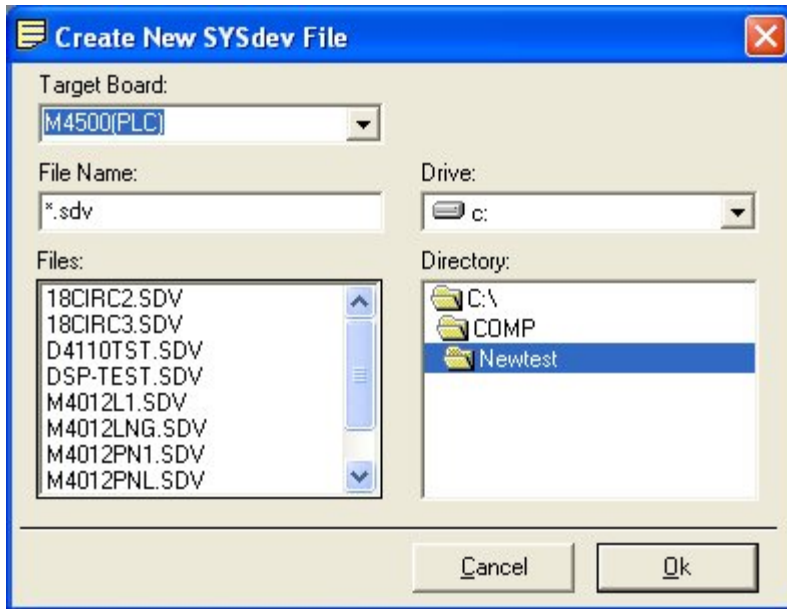 Create New SYSdev File
Target Board:
M4500(PLC)
File Name:
*.sdv
Drive:
c:
Files:
18CIRC2.SDV
18CIRC3.SDV
D4110TST.SDV
DSP-TEST.SDV
M4012L1.SDV
M4012LNG.SDV
M4012PN1.SDV
M4012PNL.SDV
Directory:
C:\
COMP
Newtest
Cancel
Ok